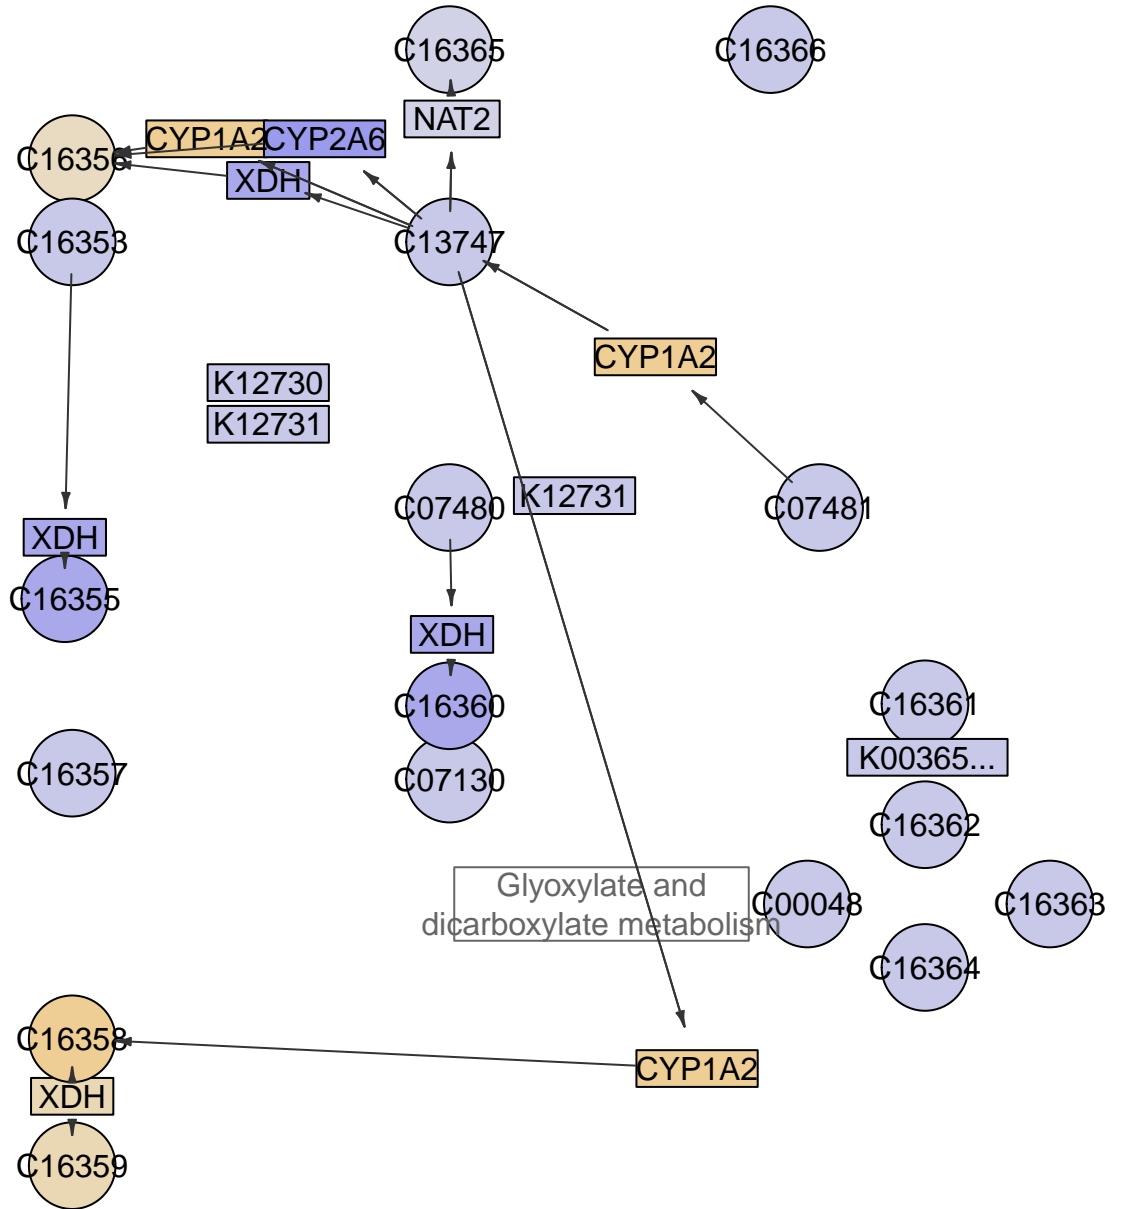 C16365
C16366
NAT2
CYP1A2
CYP2A6
C16356
XDH
C16353
C13747
CYP1A2
K12730
K12731
K12731
C07480
C07481
XDH
C16355
XDH
C16360
C16361
K00365...
C16357
C07130
C16362
Glyoxylate and
dicarboxylate metabolism
C00048
C16363
C16364
C16358
CYP1A2
XDH
C16359